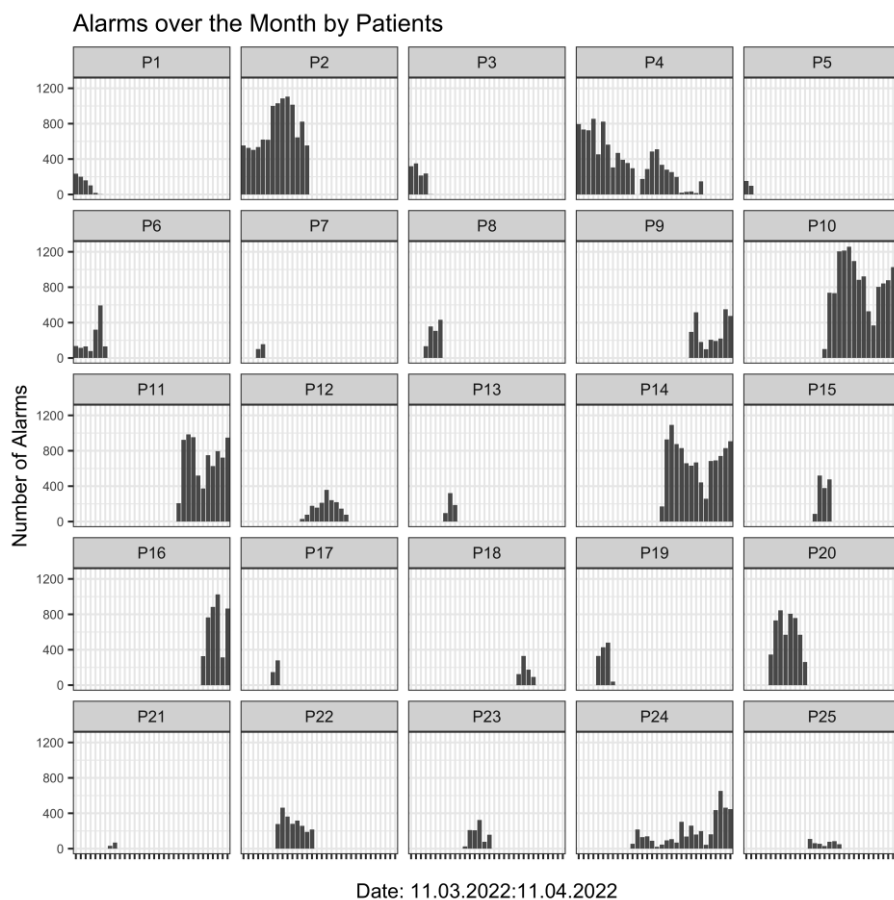 Alarms over the Month by Patients
P1 P2 P3 P4 P5
1200
800
400
0
P6 P7 P8 P9 P10
1200
800
400
0
P11 P12 P13 P14 P15
1200
800
400
0
P16 P17 P18 P19 P20
1200
800
400
0
P21 P22 P23 P24 P25
1200
800
400
0
Number of Alarms
Date: 11.03.2022:11.04.2022